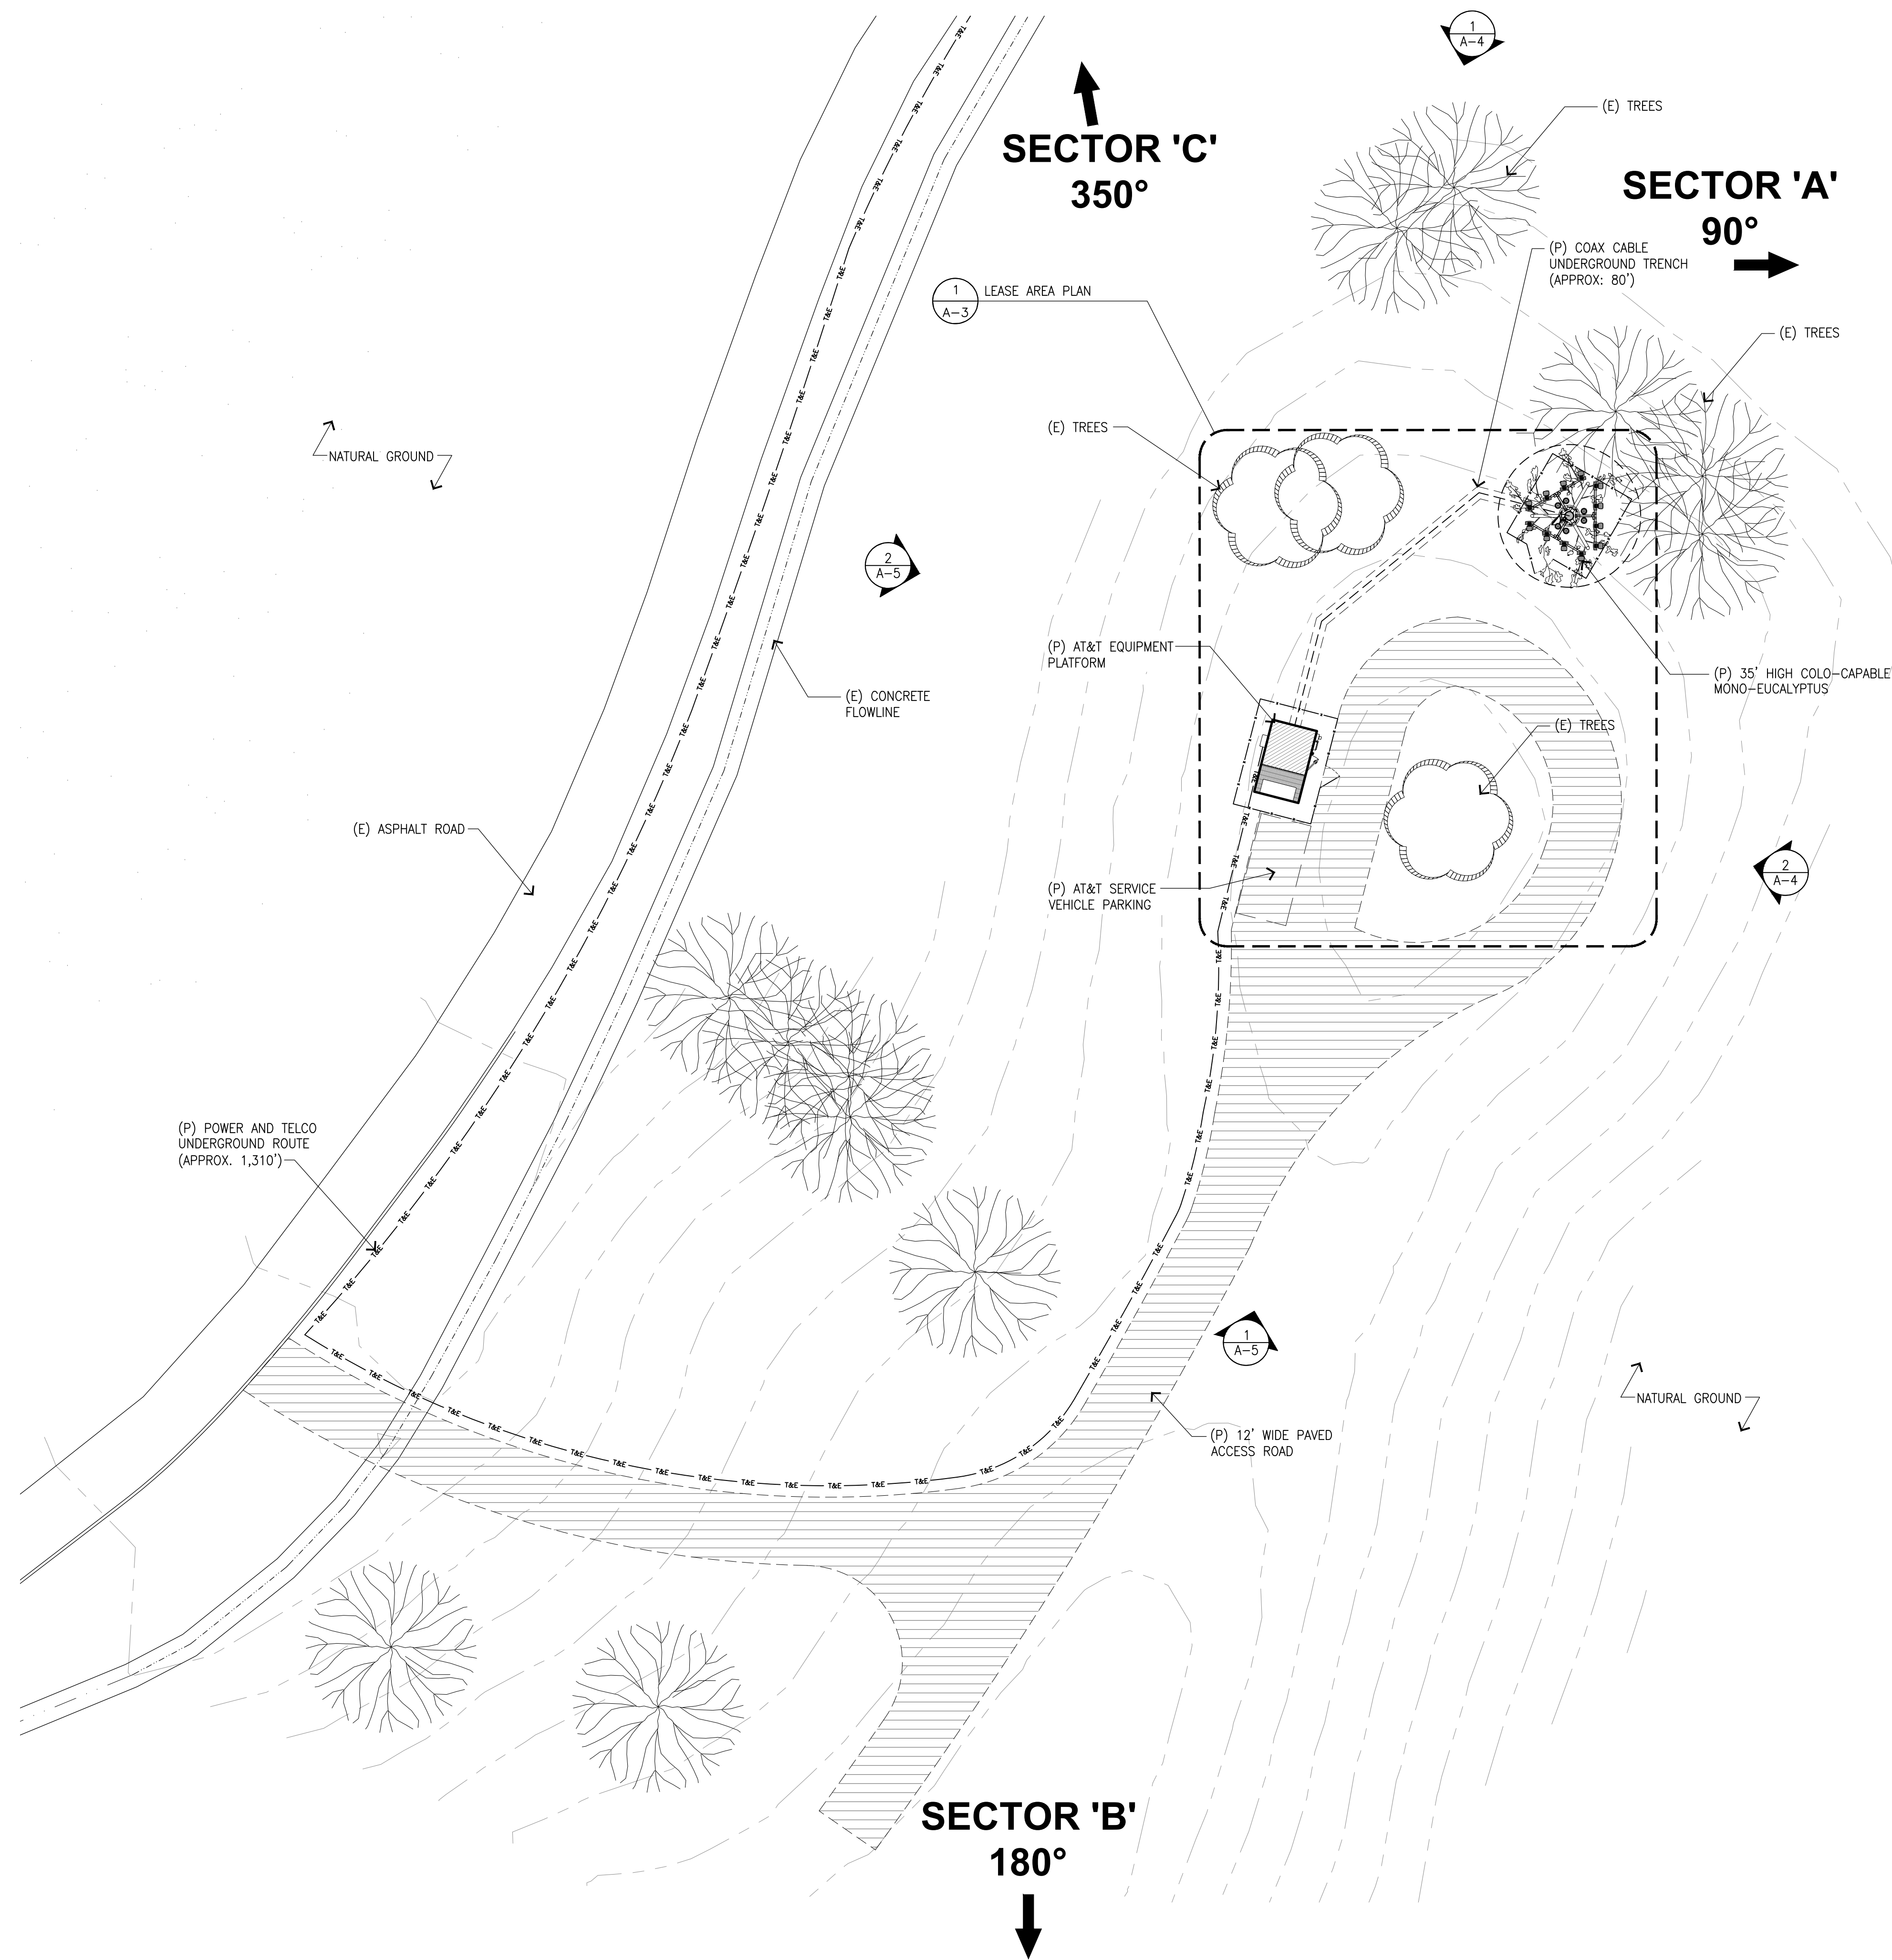 1
A-4
(E) TREES
SECTOR 'C'
350°
SECTOR 'A'
90°
(P) COAX CABLE
UNDERGROUND TRENCH
(APPROX: 80')
1
A-3
LEASE AREA PLAN
(E) TREES
(E) TREES
NATURAL GROUND
2
A-5
(P) AT&T EQUIPMENT
PLATFORM
(P) 35' HIGH COLO-CAPABLE
MONO-EUCALYPTUS
(E) CONCRETE
FLOWLINE
(E) TREES
(E) ASPHALT ROAD
2
A-4
(P) AT&T SERVICE
VEHICLE PARKING
(P) POWER AND TELCO
UNDERGROUND ROUTE
(APPROX. 1,310')
T&E
1
A-5
NATURAL GROUND
(P) 12' WIDE PAVED
ACCESS ROAD
SECTOR 'B'
180°